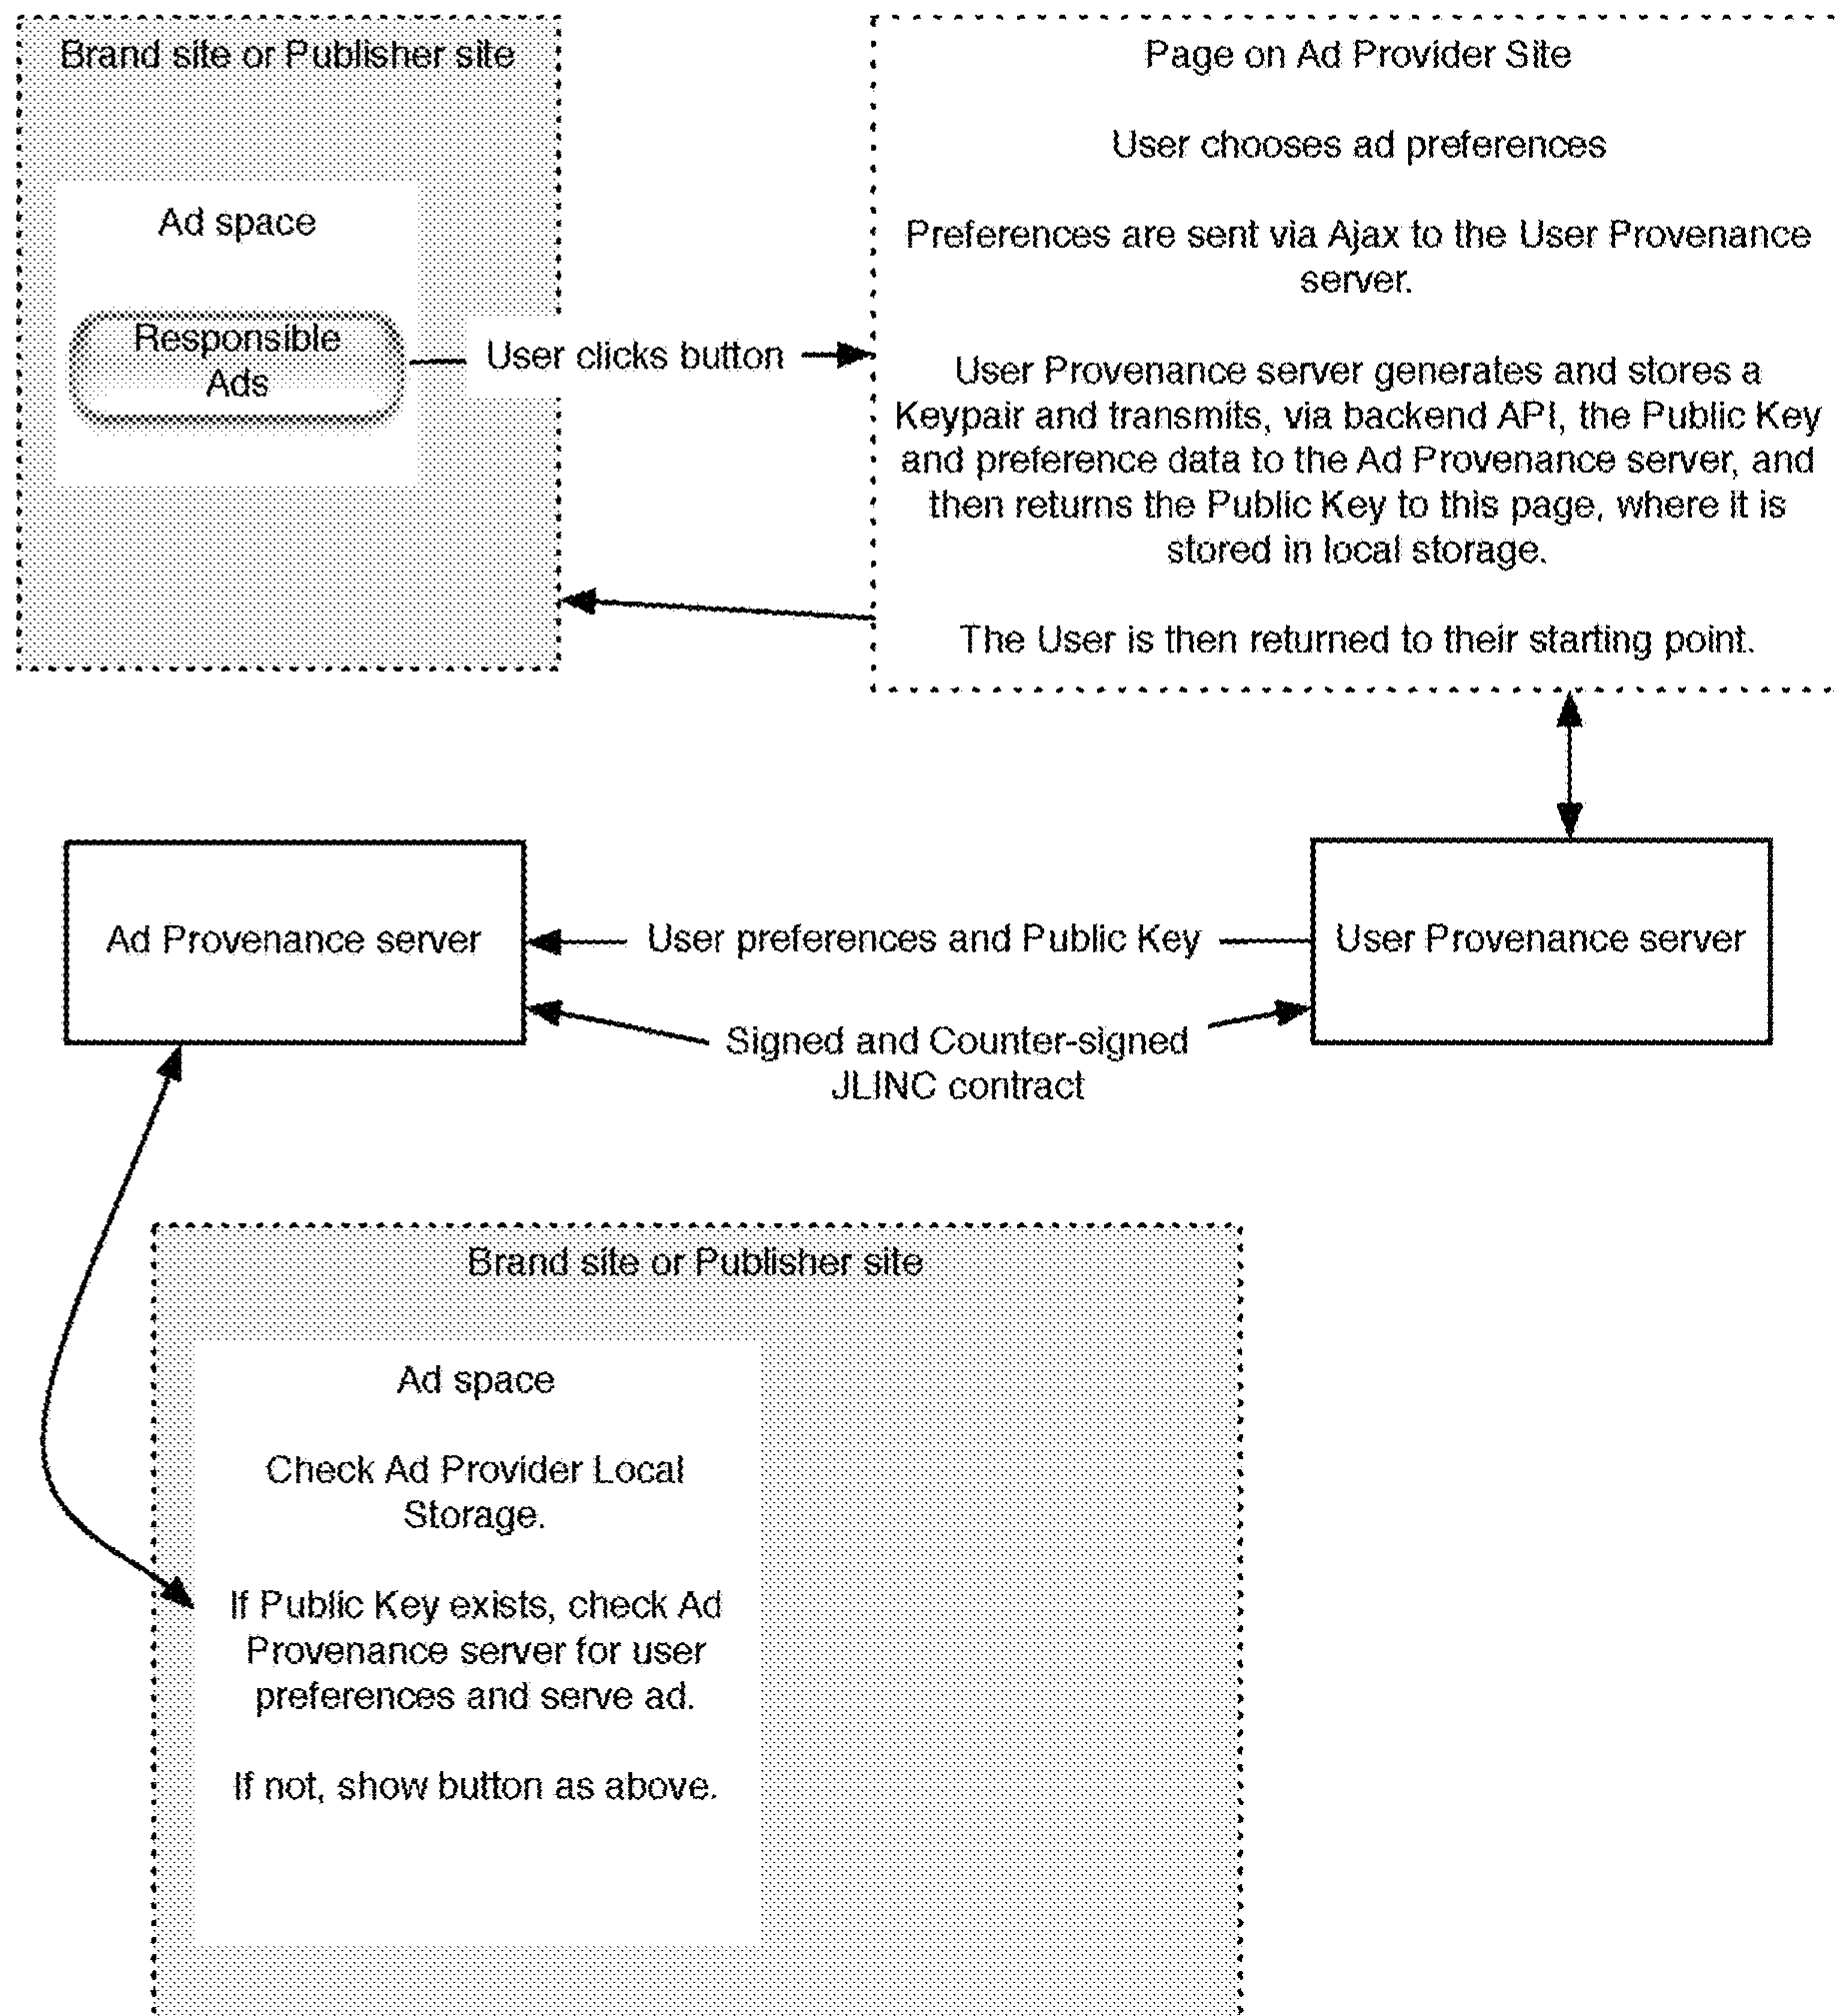 Brand site or Publisher site
Ad space
Responsible
Ads
User clicks button
Page on Ad Provider Site
User chooses ad preferences
Preferences are sent via Ajax to the User Provenance
server.
User Provenance server generates and stores a
Keypair and transmits, via backend API, the Public Key
and preference data to the Ad Provenance server, and
then returns the Public Key to this page, where it is
stored in local storage.
The User is then returned to their starting point.
Ad Provenance server
User preferences and Public Key
User Provenance server
Signed and Counter-signed
JLINC contract
Brand site or Publisher site
Ad space
Check Ad Provider Local
Storage.
If Public Key exists, check Ad
Provenance server for user
preferences and serve ad.
If not, show button as above.